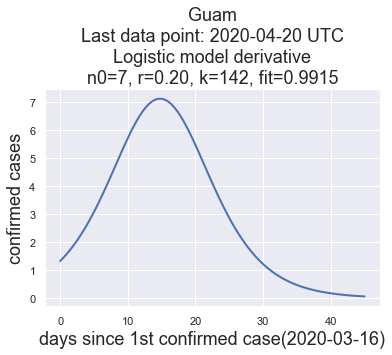 Guam
Last data point: 2020-04-20 UTC
Logistic model derivative
n0=7, r=0.20, k=142, fit=0.9915
7
6
5
4
3
2
1
0
confirmed cases
0 10 20 30 40
days since 1st confirmed case(2020-03-16)